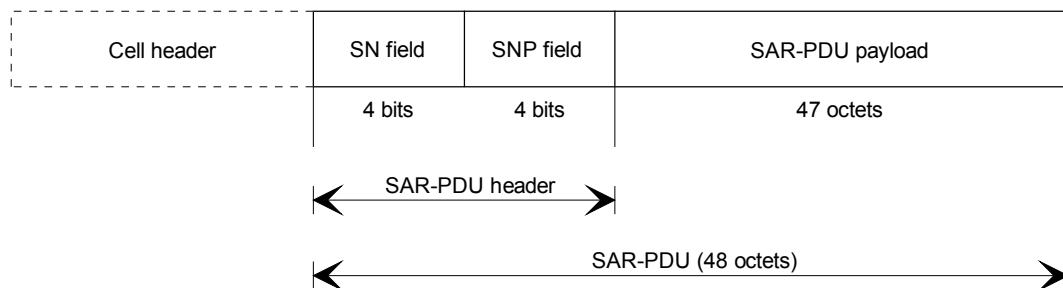 Cell header
SN field
SNP field
SAR-PDU payload
4 bits
4 bits
47 octets
SAR-PDU header
SAR-PDU (48 octets)